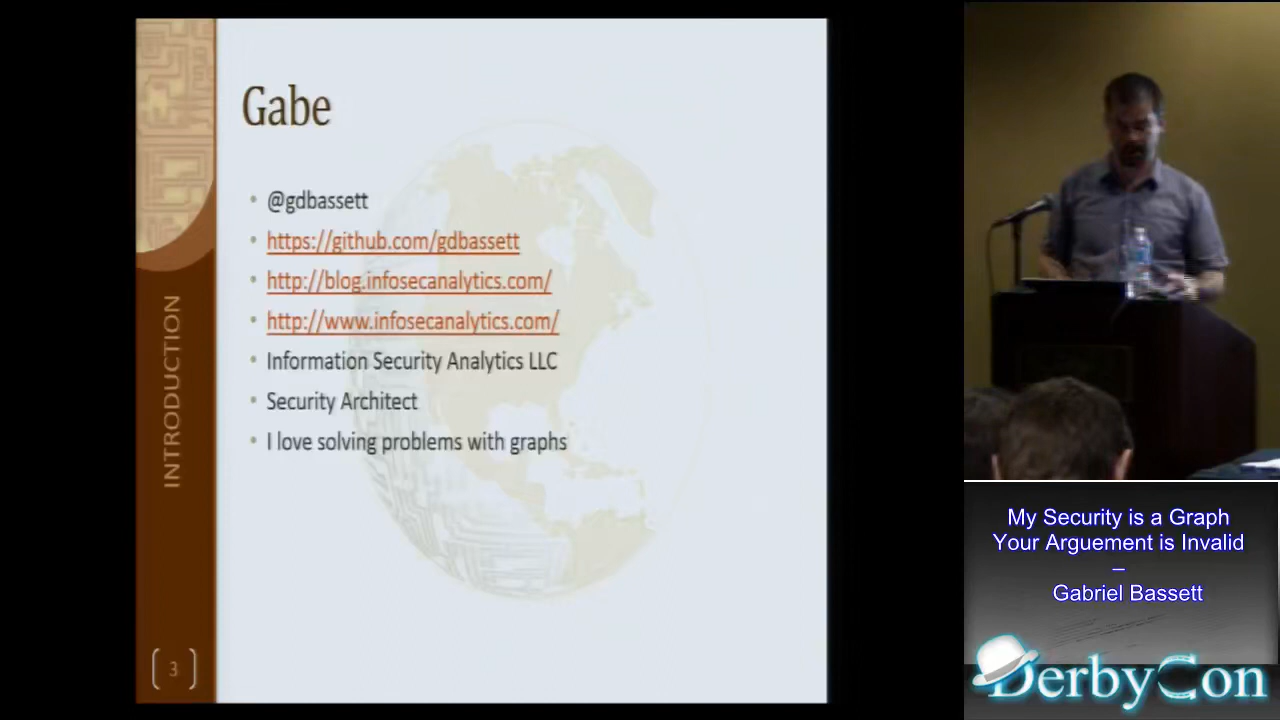 Gabe
@gdbassett
https://github.com/gdbassett
http://blog.infosecanalytics.com/
http://www.infosecanalytics.com/
Information Security Analytics LLC
Security Architect
I love solving problems with graphs
INTRODUCTION
3
My Security is a Graph
Your Arguement is Invalid
–
Gabriel Bassett
DerbyCon